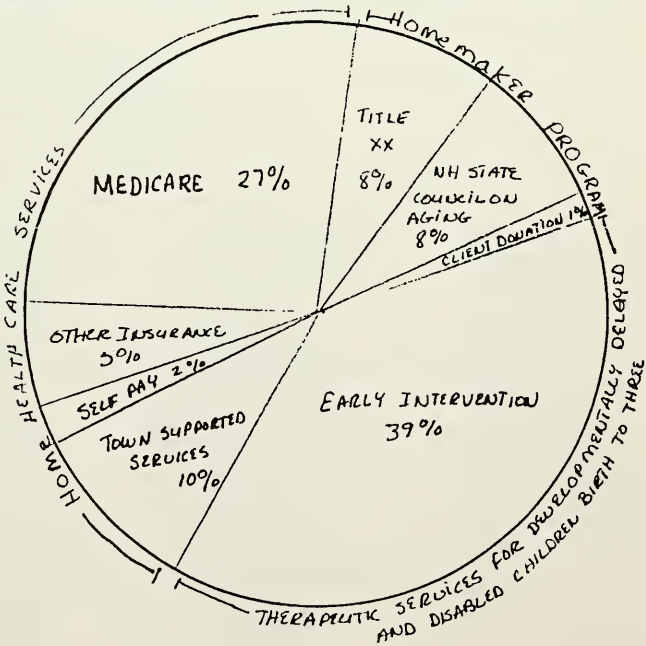 HOME HEALTH CARE SERVICES
Homemaker PROGRAM
TITLE
XX
8%
MEDICARE 27%
NH STATE
COUNCIL ON
AGING
8%
CLIENT DONATION 1%
OTHER INSURANCE
5%
SELF PAY 2%
TOWN SUPPORTED
SERVICES
10%
EARLY INTERVENTION
39%
THERAPEUTIC SERVICES FOR DEVELOPMENTALLY DELAYED
AND DISABLED CHILDREN BIRTH TO THREE